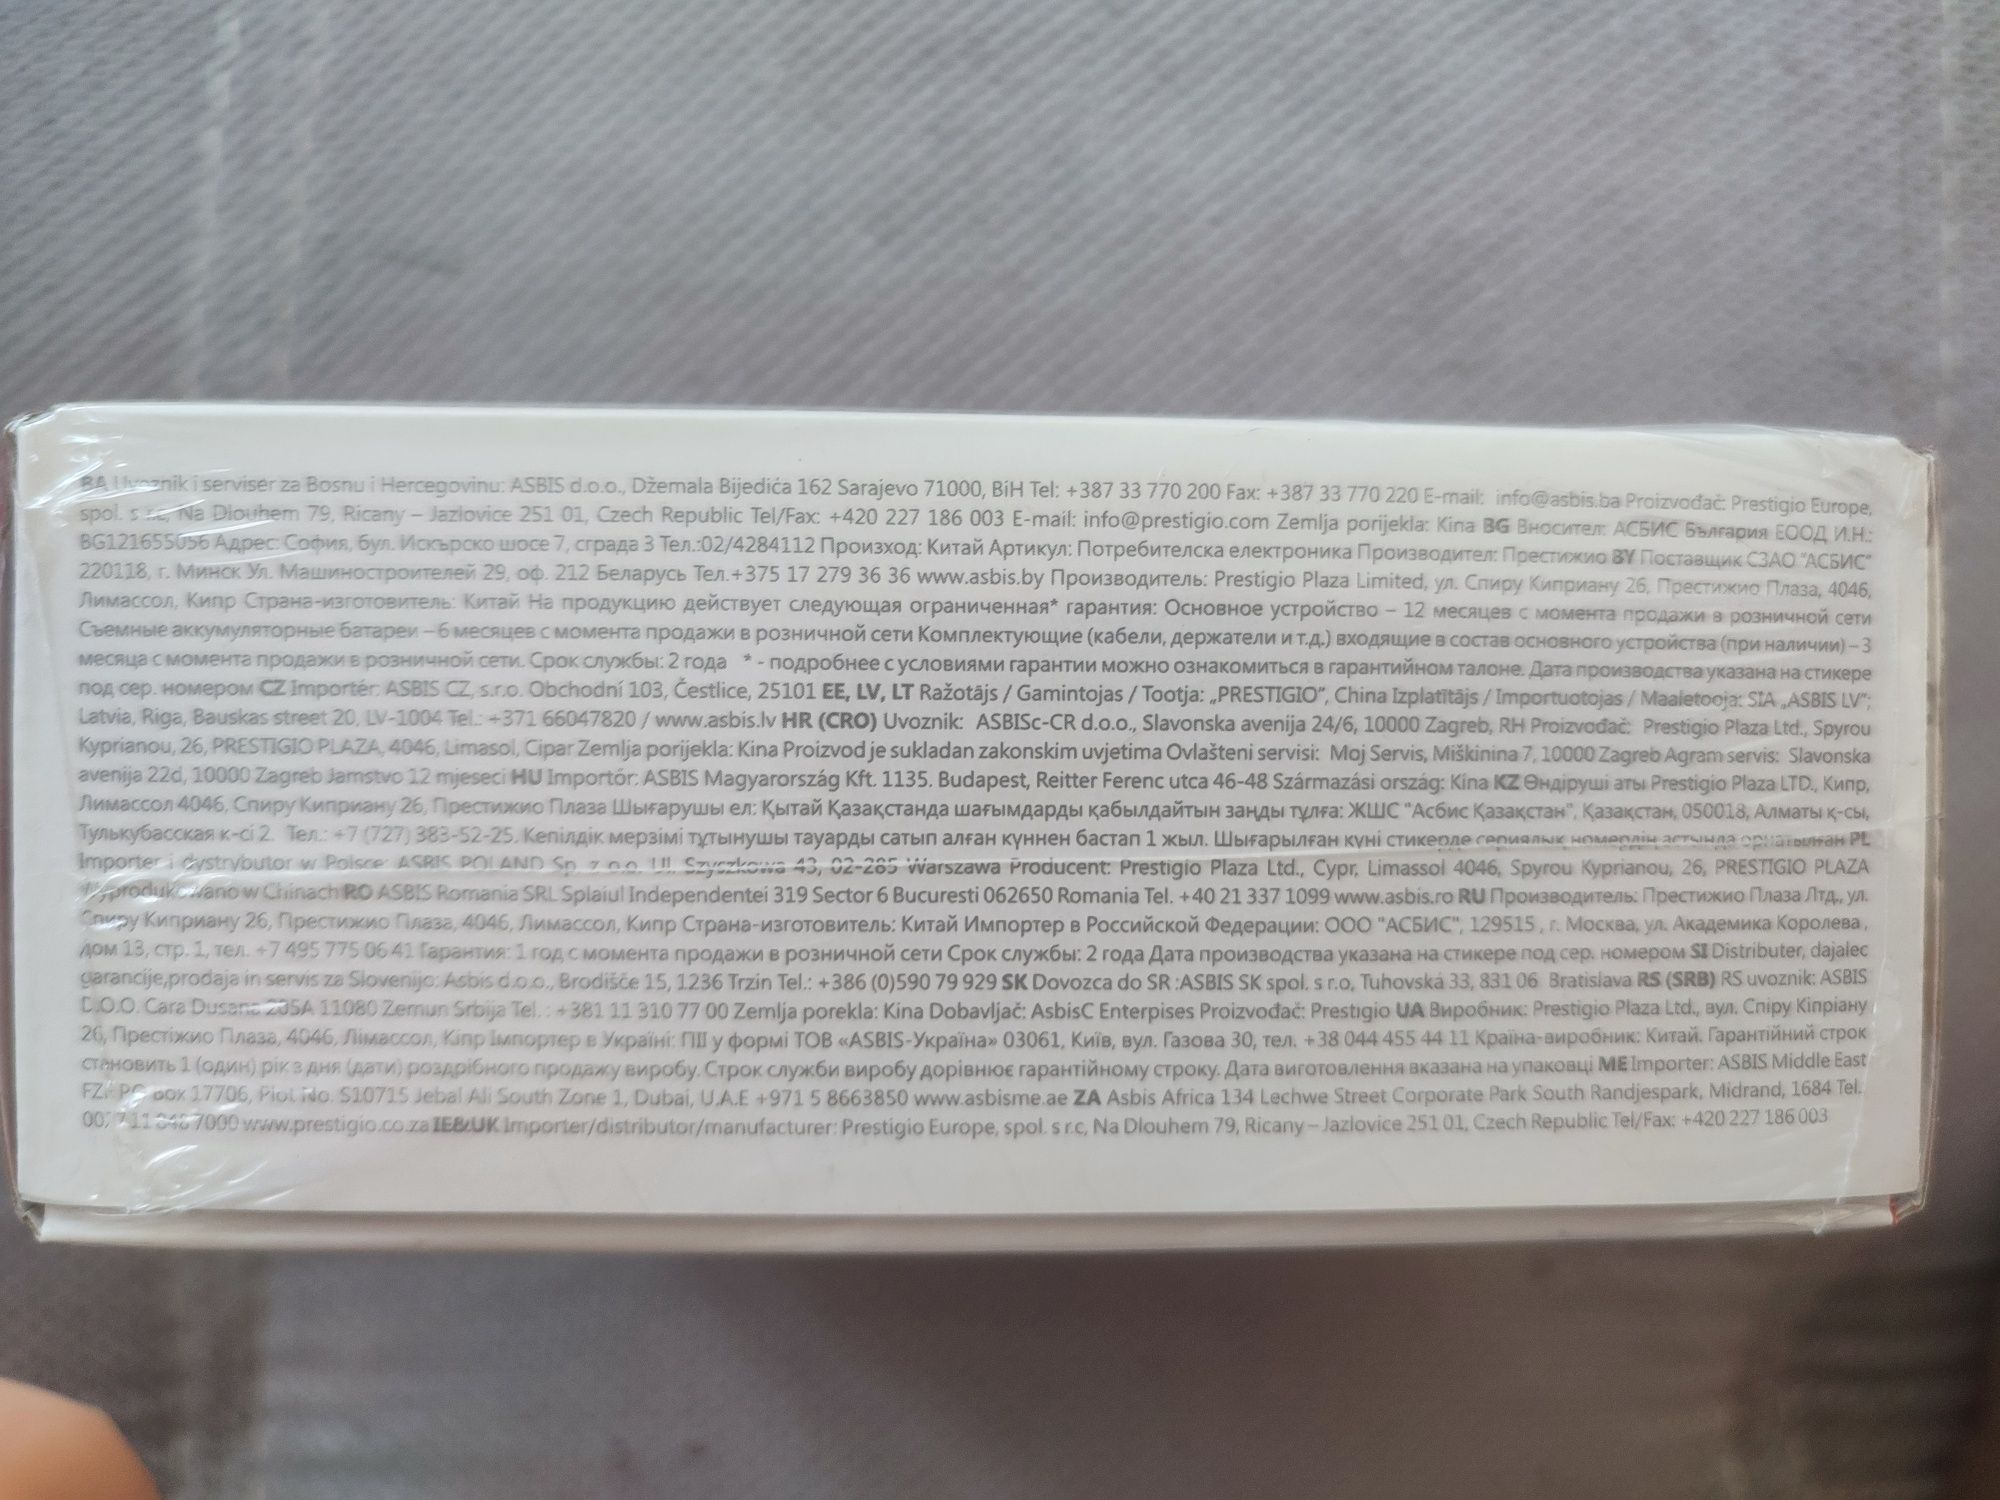 BA Uvoznik i serviser za Bosnu i Hercegovinu: ASBIS d.o.o., Džemala Bijedića 162 Sarajevo 71000, BiH Tel: +387 33 770 200 Fax: +387 33 770 220 E-mail: info@asbis.ba Proizvođač: Prestigio Europe,
spol. s r.c, Na Dlouhem 79, Ricany – Jazlovice 251 01, Czech Republic Tel/Fax: +420 227 186 003 E-mail: info@prestigio.com Zemlja porijekla: Kina BG Вносител: АСБИС България ЕООД И.Н.:
BG121655056 Адрес: София, бул. Искърско шосе 7, сграда 3 Тел.:02/4284112 Произход: Китай Артикул: Потребителска електроника Производител: Престижио BY Поставщик СЗАО "АСБИС"
220118, г. Минск Ул. Машиностроителей 29, оф. 212 Беларусь Тел.+375 17 279 36 36 www.asbis.by Производитель: Prestigio Plaza Limited, ул. Спиру Киприану 26, Престижио Плаза, 4046,
Лимассол, Кипр Страна-изготовитель: Китай На продукцию действует следующая ограниченная* гарантия: Основное устройство – 12 месяцев с момента продажи в розничной сети
Съемные аккумуляторные батареи – 6 месяцев с момента продажи в розничной сети Комплектующие (кабели, держатели и т.д.) входящие в состав основного устройства (при наличии) – 3
месяца с момента продажи в розничной сети. Срок службы: 2 года * - подробнее с условиями гарантии можно ознакомиться в гарантийном талоне. Дата производства указана на стикере
под сер. номером CZ Importér: ASBIS CZ, s.r.o. Obchodní 103, Čestlice, 25101 EE, LV, LT Ražotājs / Gamintojas / Tootja: „PRESTIGIO”, China Izplatītājs / Importuotojas / Maaletooja: SIA „ASBIS LV”;
Latvia, Riga, Bauskas street 20, LV-1004 Tel.: +371 66047820 / www.asbis.lv HR (CRO) Uvoznik: ASBISc-CR d.o.o., Slavonska avenija 24/6, 10000 Zagreb, RH Proizvođač: Prestigio Plaza Ltd., Spyrou
Kyprianou, 26, PRESTIGIO PLAZA, 4046, Limasol, Cipar Zemlja porijekla: Kina Proizvod je sukladan zakonskim uvjetima Ovlašteni servisi: Moj Servis, Miškinina 7, 10000 Zagreb Agram servis: Slavonska
avenija 22d, 10000 Zagreb Jamstvo 12 mjeseci HU Importőr: ASBIS Magyarország Kft. 1135. Budapest, Reitter Ferenc utca 46-48 Származási ország: Kína KZ Өндіруші аты Prestigio Plaza LTD, Кипр,
Лимассол 4046, Спиру Киприану 26, Престижио Плаза Шығарушы ел: Қытай Қазақстанда шағымдарды қабылдайтын заңды тұлға: ЖШС "Асбис Қазақстан", Қазақстан, 050018, Алматы қ-сы,
Тулькубасская к-сі 2. Тел.: +7 (727) 383-52-25. Кепілдік мерзімі тұтынушы тауарды сатып алған күннен бастап 1 жыл. Шығарылған күні стикерде сериялық номердің астында орнатылған PL
Importer i dystrybutor w Polsce: ASBIS POLAND Sp. z o.o. Ul. Szyszkowa 43, 02-285 Warszawa Producent: Prestigio Plaza Ltd., Cypr, Limassol 4046, Spyrou Kyprianou, 26, PRESTIGIO PLAZA
Wyprodukowano w Chinach RO ASBIS Romania SRL Splaiul Independentei 319 Sector 6 Bucuresti 062650 Romania Tel. +40 21 337 1099 www.asbis.ro RU Производитель: Престижио Плаза Лтд., ул.
Спиру Киприану 26, Престижио Плаза, 4046, Лимассол, Кипр Страна-изготовитель: Китай Импортер в Российской Федерации: ООО "АСБИС", 129515 , г. Москва, ул. Академика Королева ,
дом 13, стр. 1, тел. +7 495 775 06 41 Гарантия: 1 год с момента продажи в розничной сети Срок службы: 2 года Дата производства указана на стикере под сер. номером SI Distributer, dajalec
garancije,prodaja in servis za Slovenijo: Asbis d.o.o., Brodišče 15, 1236 Trzin Tel.: +386 (0)590 79 929 SK Dovozca do SR :ASBIS SK spol. s r.o, Tuhovská 33, 831 06 Bratislava RS (SRB) RS uvoznik: ASBIS
D.O.O. Cara Dusana 205A 11080 Zemun Srbija Tel. : +381 11 310 77 00 Zemlja porekla: Kina Dobavljač: AsbisC Enterpises Proizvođač: Prestigio UA Виробник: Prestigio Plaza Ltd., вул. Спіру Кіпріану
26, Престіжио Плаза, 4046, Лімассол, Кіпр Імпортер в Україні: ПІІ у формі ТОВ «ASBIS-Україна» 03061, Київ, вул. Газова 30, тел. +38 044 455 44 11 Країна-виробник: Китай. Гарантійний строк
становить 1 (один) рік з дня (дати) роздрібного продажу виробу. Строк служби виробу дорівнює гарантійному строку. Дата виготовлення вказана на упаковці ME Importer: ASBIS Middle East
FZE PO Box 17706, Plot No. S10715 Jebel Ali South Zone 1, Dubai, U.A.E +971 5 8663850 www.asbisme.ae ZA Asbis Africa 134 Lechwe Street Corporate Park South Randjespark, Midrand, 1684 Tel.
7000 www.prestigio.co.za IE&UK Importer/distributor/manufacturer: Prestigio Europe, spol. s r.c, Na Dlouhem 79, Ricany – Jazlovice 251 01, Czech Republic Tel/Fax: +420 227 186 003